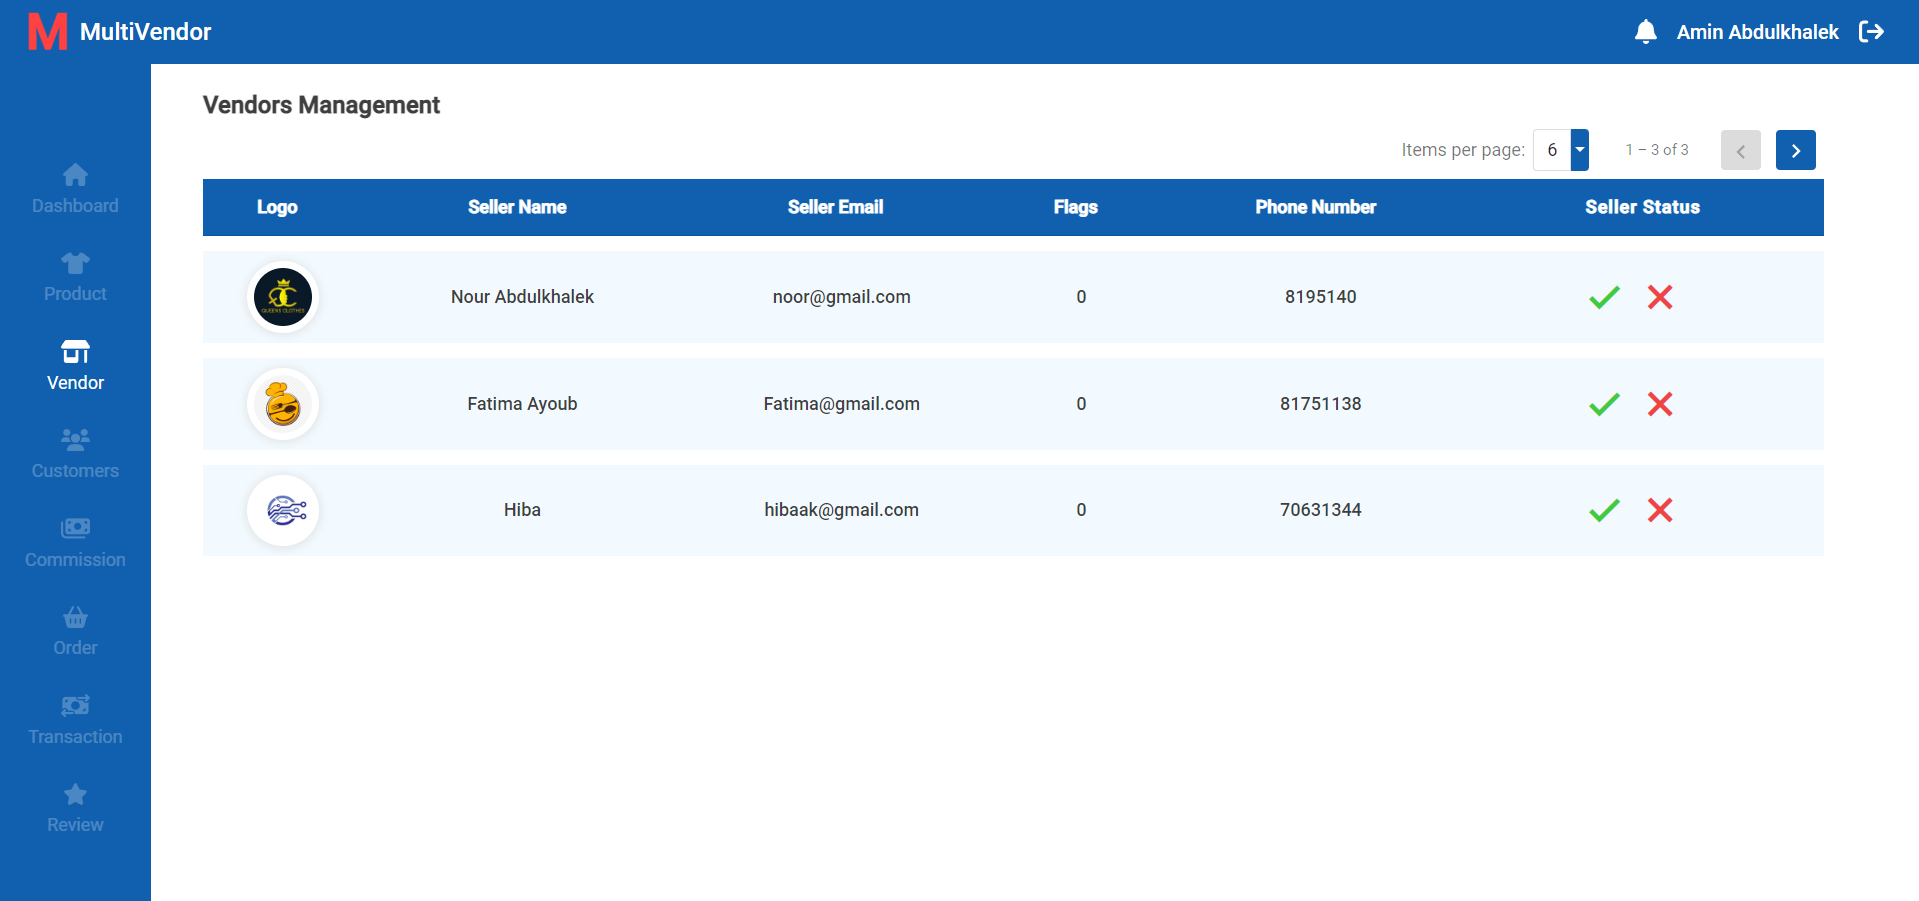 M MultiVendor
Amin Abdulkhalek
Vendors Management
Items per page: 6 1 – 3 of 3
Logo Seller Name Seller Email Flags Phone Number Seller Status
QUEENS CLOTHES
Nour Abdulkhalek noor@gmail.com 0 8195140
Fatima Ayoub Fatima@gmail.com 0 81751138
Hiba hibaak@gmail.com 0 70631344
Dashboard
Product
Vendor
Customers
Commission
Order
Transaction
Review